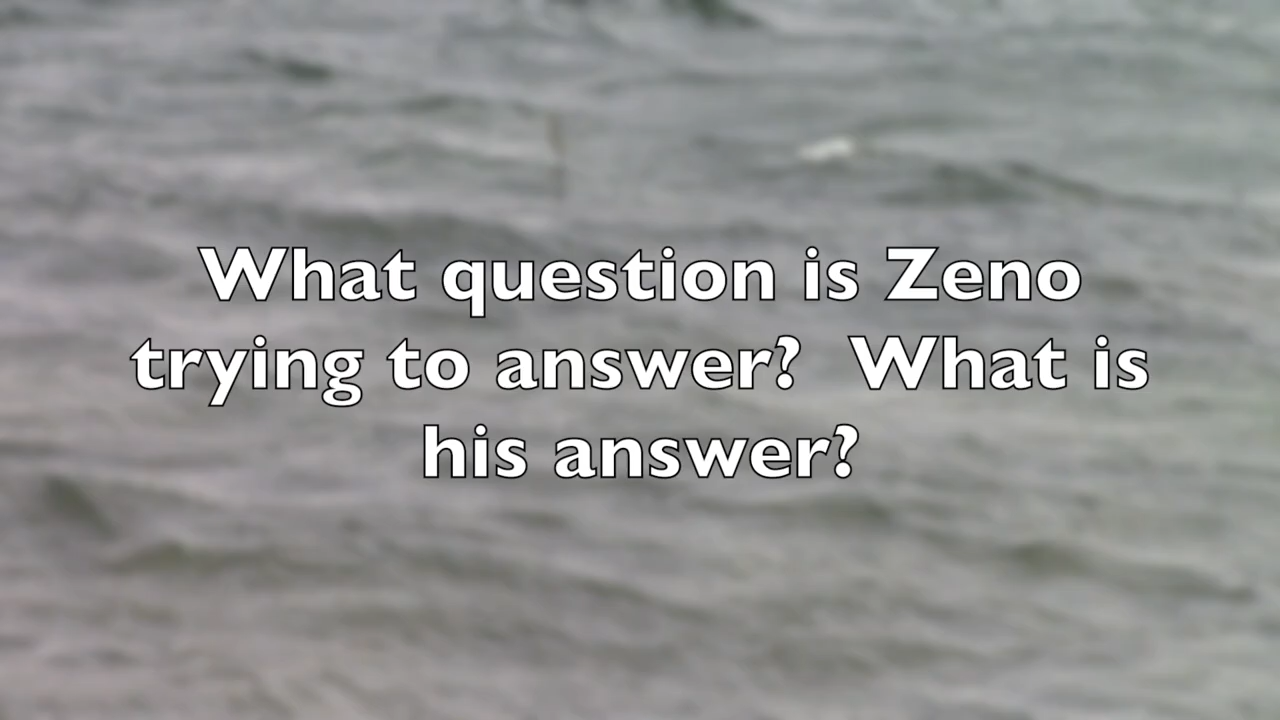 What question is Zeno
trying to answer?  What is
his answer?